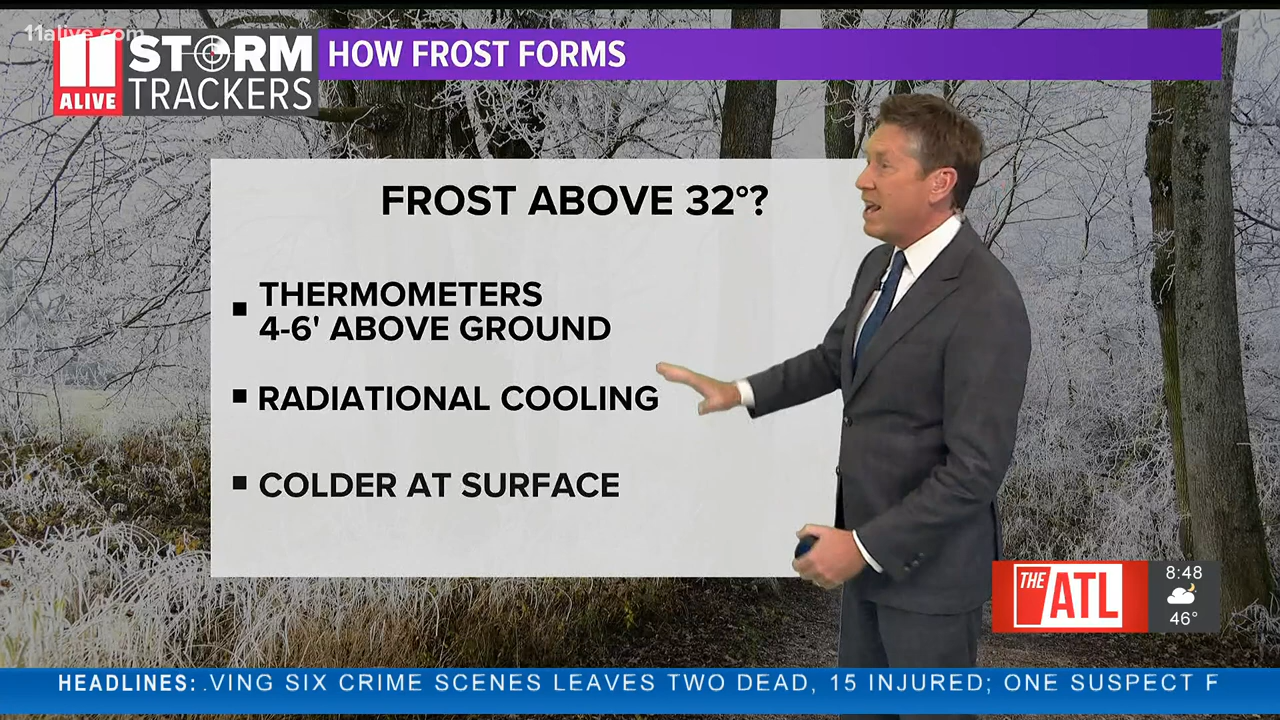 11alive.com
11
ALIVE
STORM
TRACKERS
HOW FROST FORMS
FROST ABOVE 32°?
▪ THERMOMETERS
4-6' ABOVE GROUND
▪ RADIATIONAL COOLING
▪ COLDER AT SURFACE
THE
ATL
8:48
46°
HEADLINES: .VING SIX CRIME SCENES LEAVES TWO DEAD, 15 INJURED; ONE SUSPECT F